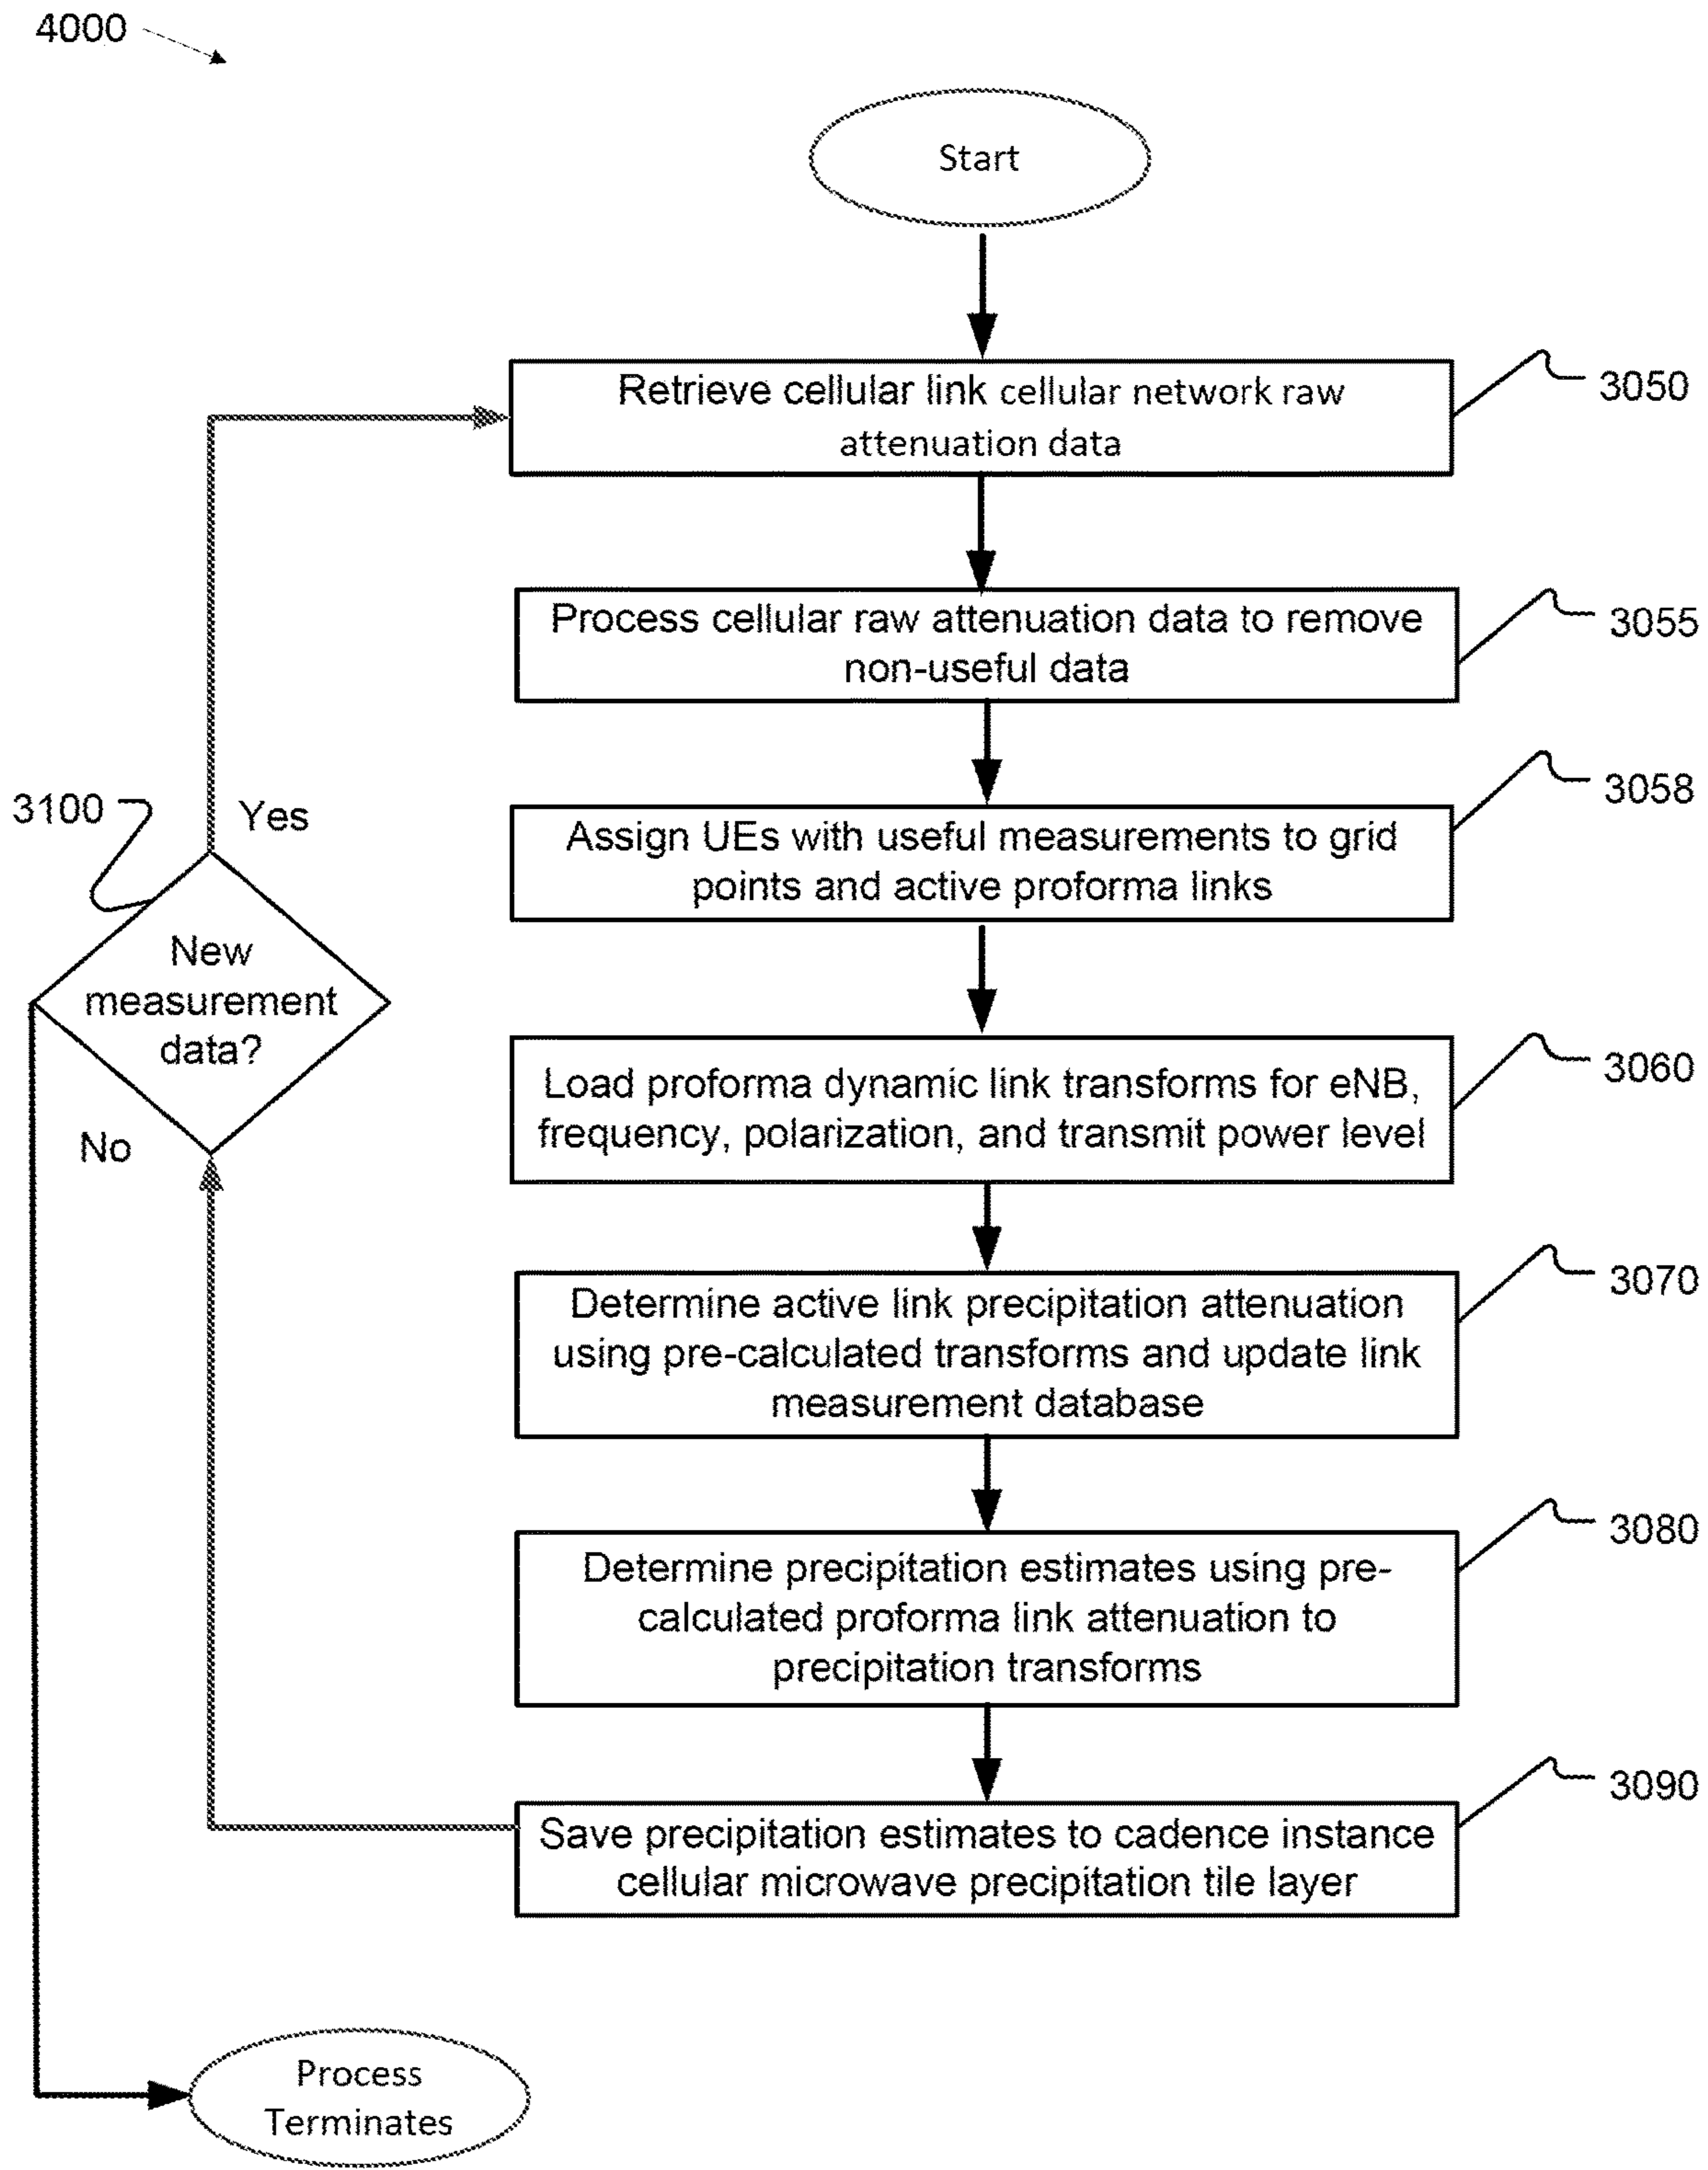 4000
Start
Retrieve cellular link cellular network raw
attenuation data
3050
Process cellular raw attenuation data to remove
non-useful data
3055
Assign UEs with useful measurements to grid
points and active proforma links
3058
3100
Yes
New
measurement
data?
No
Load proforma dynamic link transforms for eNB,
frequency, polarization, and transmit power level
3060
Determine active link precipitation attenuation
using pre-calculated transforms and update link
measurement database
3070
Determine precipitation estimates using pre-
calculated proforma link attenuation to
precipitation transforms
3080
Save precipitation estimates to cadence instance
cellular microwave precipitation tile layer
3090
Process
Terminates